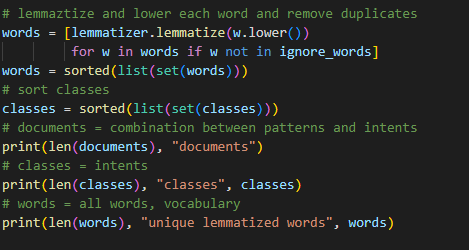 # lemmaztize and lower each word and remove duplicates
words = [lemmatizer.lemmatize(w.lower())
         for w in words if w not in ignore_words]
words = sorted(list(set(words)))
# sort classes
classes = sorted(list(set(classes)))
# documents = combination between patterns and intents
print(len(documents), "documents")
# classes = intents
print(len(classes), "classes", classes)
# words = all words, vocabulary
print(len(words), "unique lemmatized words", words)